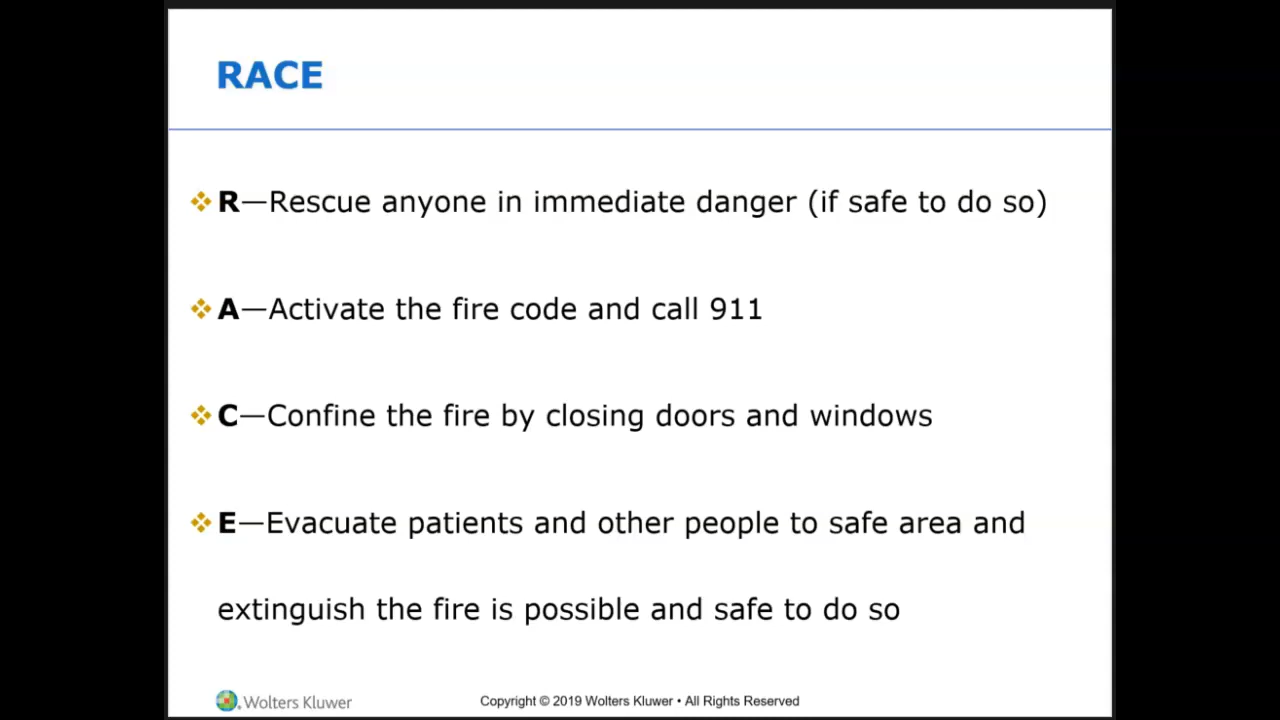 RACE
R—Rescue anyone in immediate danger (if safe to do so)
A—Activate the fire code and call 911
C—Confine the fire by closing doors and windows
E—Evacuate patients and other people to safe area and
extinguish the fire is possible and safe to do so
Wolters Kluwer
Copyright © 2019 Wolters Kluwer • All Rights Reserved